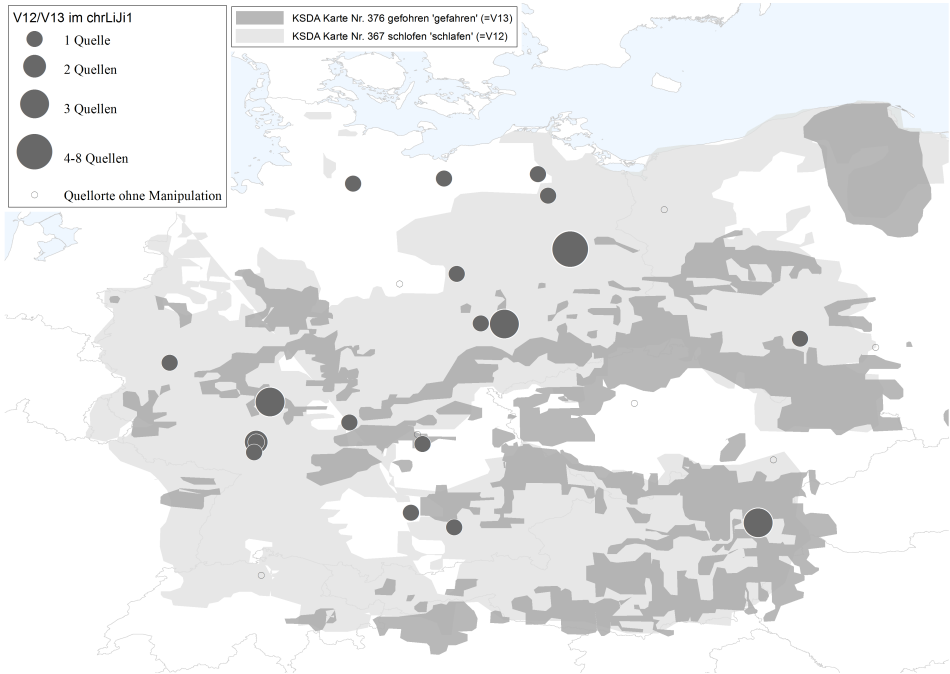 V12/V13 im chrLiJi1
1 Quelle
2 Quellen
3 Quellen
4-8 Quellen
Quellorte ohne Manipulation
KSDA Karte Nr. 376 gefohren 'gefahren' (=V13)
KSDA Karte Nr. 367 schlofen 'schlafen' (=V12)